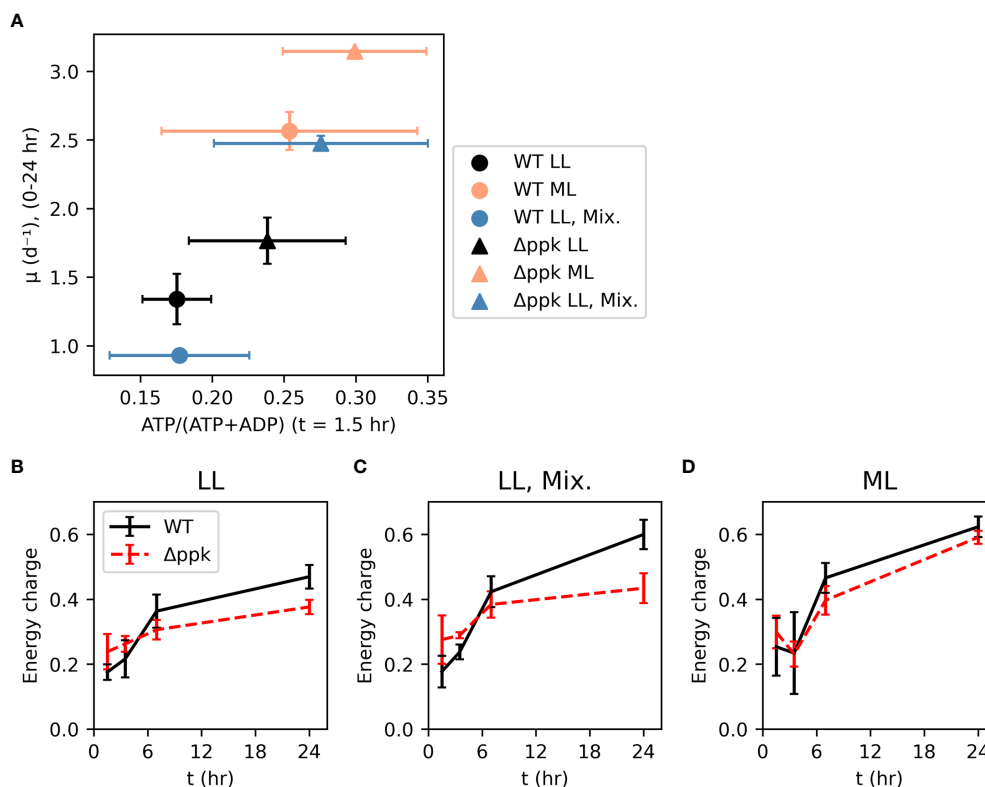 A
μ (d⁻¹), (0-24 hr)
3.0
2.5
2.0
1.5
1.0
0.15 0.20 0.25 0.30 0.35
ATP/(ATP+ADP) (t = 1.5 hr)
WT LL
WT ML
WT LL, Mix.
Δppk LL
Δppk ML
Δppk LL, Mix.
B
LL
WT
Δppk
Energy charge
0.6
0.4
0.2
0.0
0 6 12 18 24
t (hr)
C
LL, Mix.
Energy charge
0.6
0.4
0.2
0.0
0 6 12 18 24
t (hr)
D
ML
Energy charge
0.6
0.4
0.2
0.0
0 6 12 18 24
t (hr)